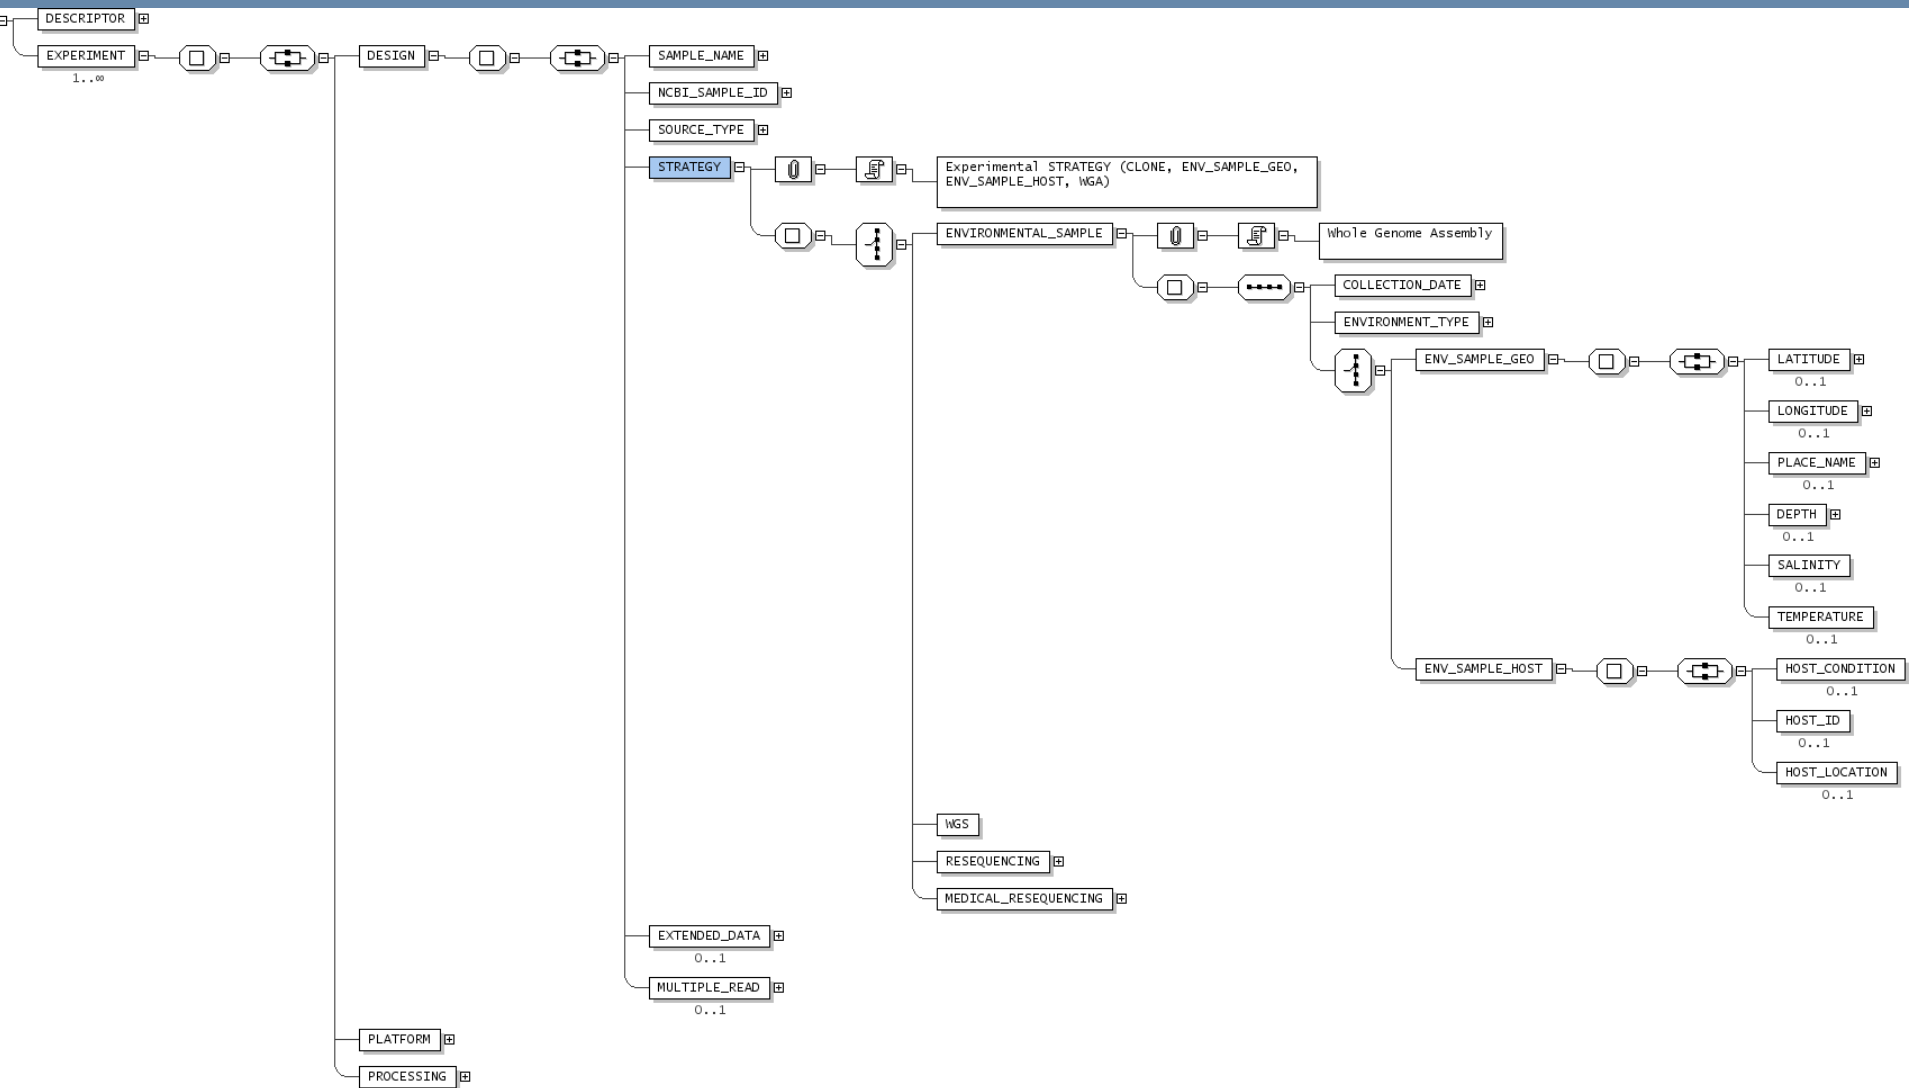 DESCRIPTOR
EXPERIMENT
1..∞
DESIGN
SAMPLE_NAME
NCBI_SAMPLE_ID
SOURCE_TYPE
STRATEGY
Experimental STRATEGY (CLONE, ENV_SAMPLE_GEO,
ENV_SAMPLE_HOST, WGA)
ENVIRONMENTAL_SAMPLE
Whole Genome Assembly
COLLECTION_DATE
ENVIRONMENT_TYPE
ENV_SAMPLE_GEO
LATITUDE
0..1
LONGITUDE
0..1
PLACE_NAME
0..1
DEPTH
0..1
SALINITY
0..1
TEMPERATURE
0..1
ENV_SAMPLE_HOST
HOST_CONDITION
0..1
HOST_ID
0..1
HOST_LOCATION
0..1
WGS
RESEQUENCING
MEDICAL_RESEQUENCING
EXTENDED_DATA
0..1
MULTIPLE_READ
0..1
PLATFORM
PROCESSING